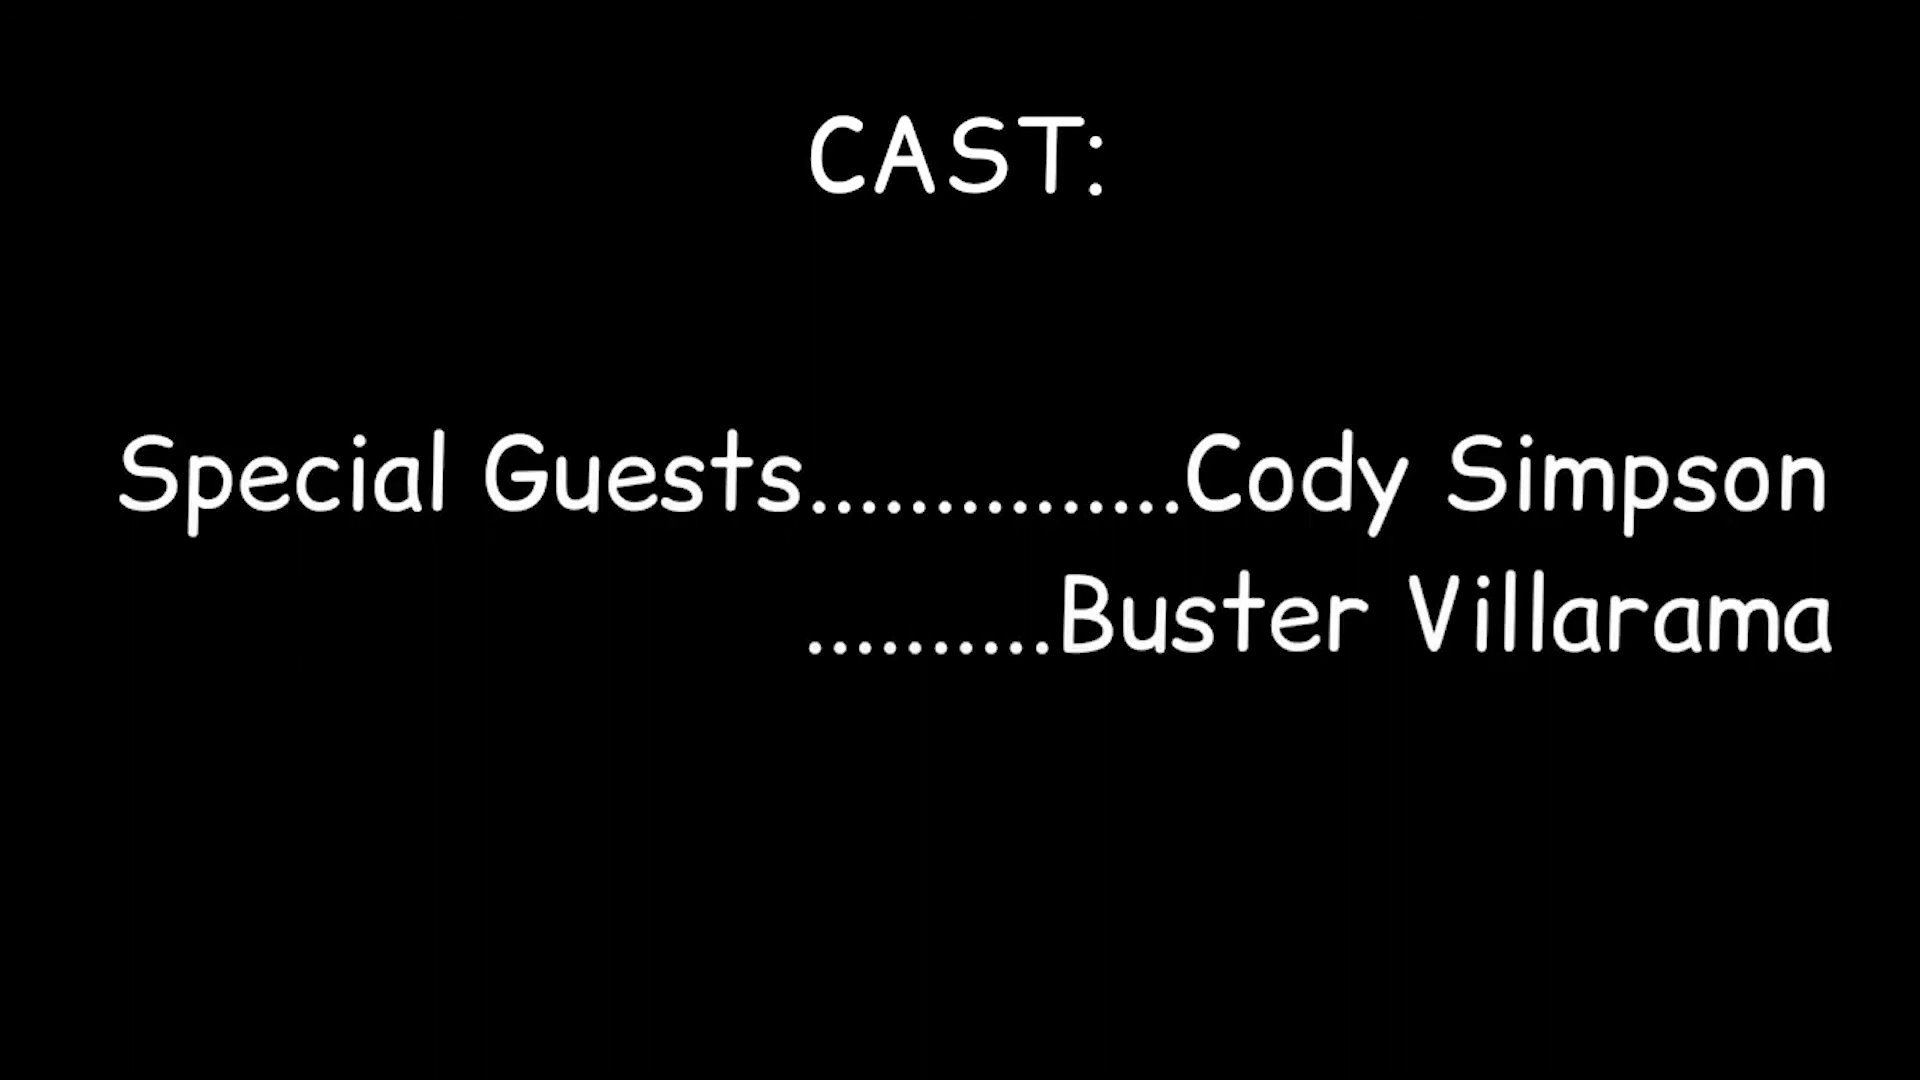 CAST:
Special Guests...............Cody Simpson
..........Buster Villarama